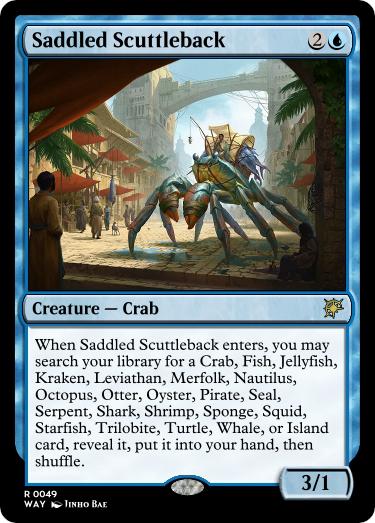 Saddled Scuttleback 2
Creature — Crab
When Saddled Scuttleback enters, you may
search your library for a Crab, Fish, Jellyfish,
Kraken, Leviathan, Merfolk, Nautilus,
Octopus, Otter, Oyster, Pirate, Seal,
Serpent, Shark, Shrimp, Sponge, Squid,
Starfish, Trilobite, Turtle, Whale, or Island
card, reveal it, put it into your hand, then
shuffle.
3/1
R 0049
WAY Jinho Bae